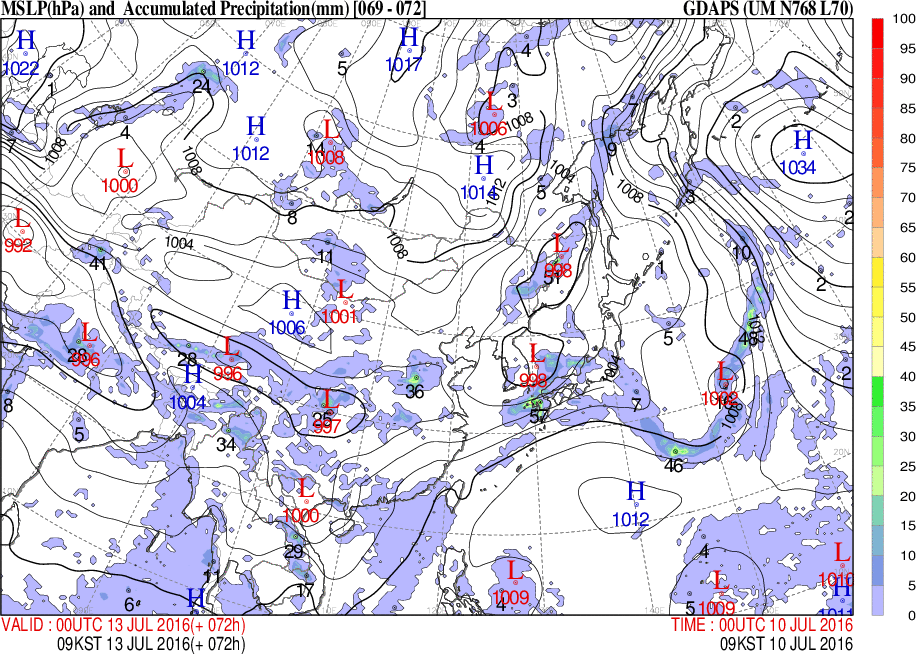 MSLP(hPa) and Accumulated Precipitation(mm) [069 - 072] GDAPS (UM N768 L70)
H 1022
H 1012
H 1017
5
4
1
24
3
L 1006
1008
4
4
7
1008
L 1000
1008
H 1012
14 L 1008
H 1014
1012
1004
5
9
1008
2
H 1034
3
2
L 992
8
1008
1004
41
11
L 998
1
10
2
L 1001
H 1006
5
28 L 996
28
L 996
H 1004
36
L 998
57
7
L 1002
1008
2
8
5
34
35 L 997
46
20N
H 1012
L 1000
29
11
17
6
H
L 1009
4
4
5
L 1009
L 1010
H 1011
100
95
90
85
80
75
70
65
60
55
50
45
40
35
30
25
20
15
10
5
0
VALID : 00UTC 13 JUL 2016(+ 072h) TIME : 00UTC 10 JUL 2016
09KST 13 JUL 2016(+ 072h) 09KST 10 JUL 2016